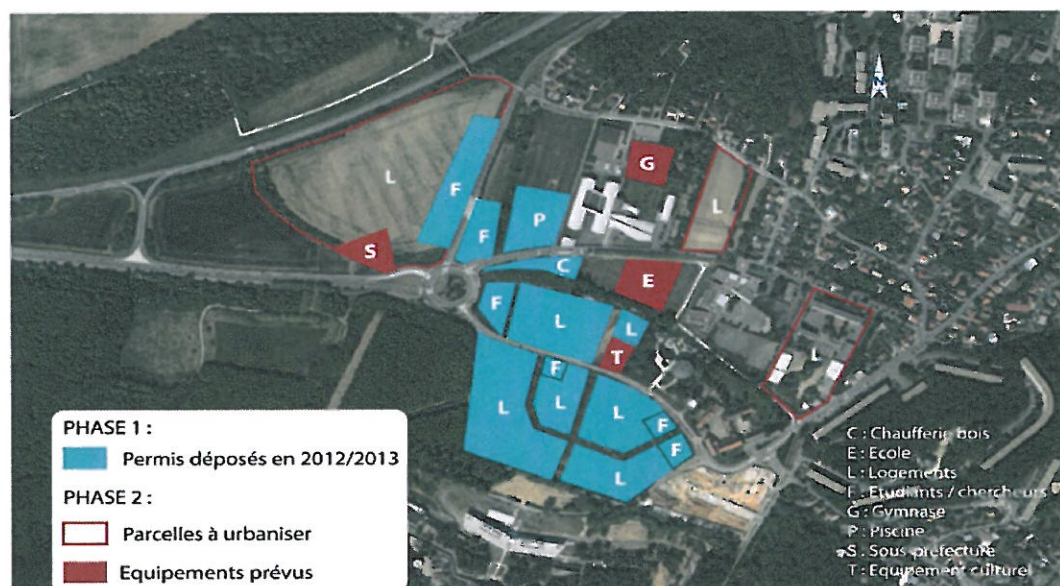 G
L
L
F
P
F
S
C
E
F
L
L
T
F
L
L
L
F
F
L
L
PHASE 1 :
Permis déposés en 2012/2013
PHASE 2 :
Parcelles à urbaniser
Equipements prévus
C : Chaufferie bois
E : Ecole
L : Logements
F : Etudiants / chercheurs
G : Gymnase
P : Piscine
S : Sous préfecture
T : Equipement culturel